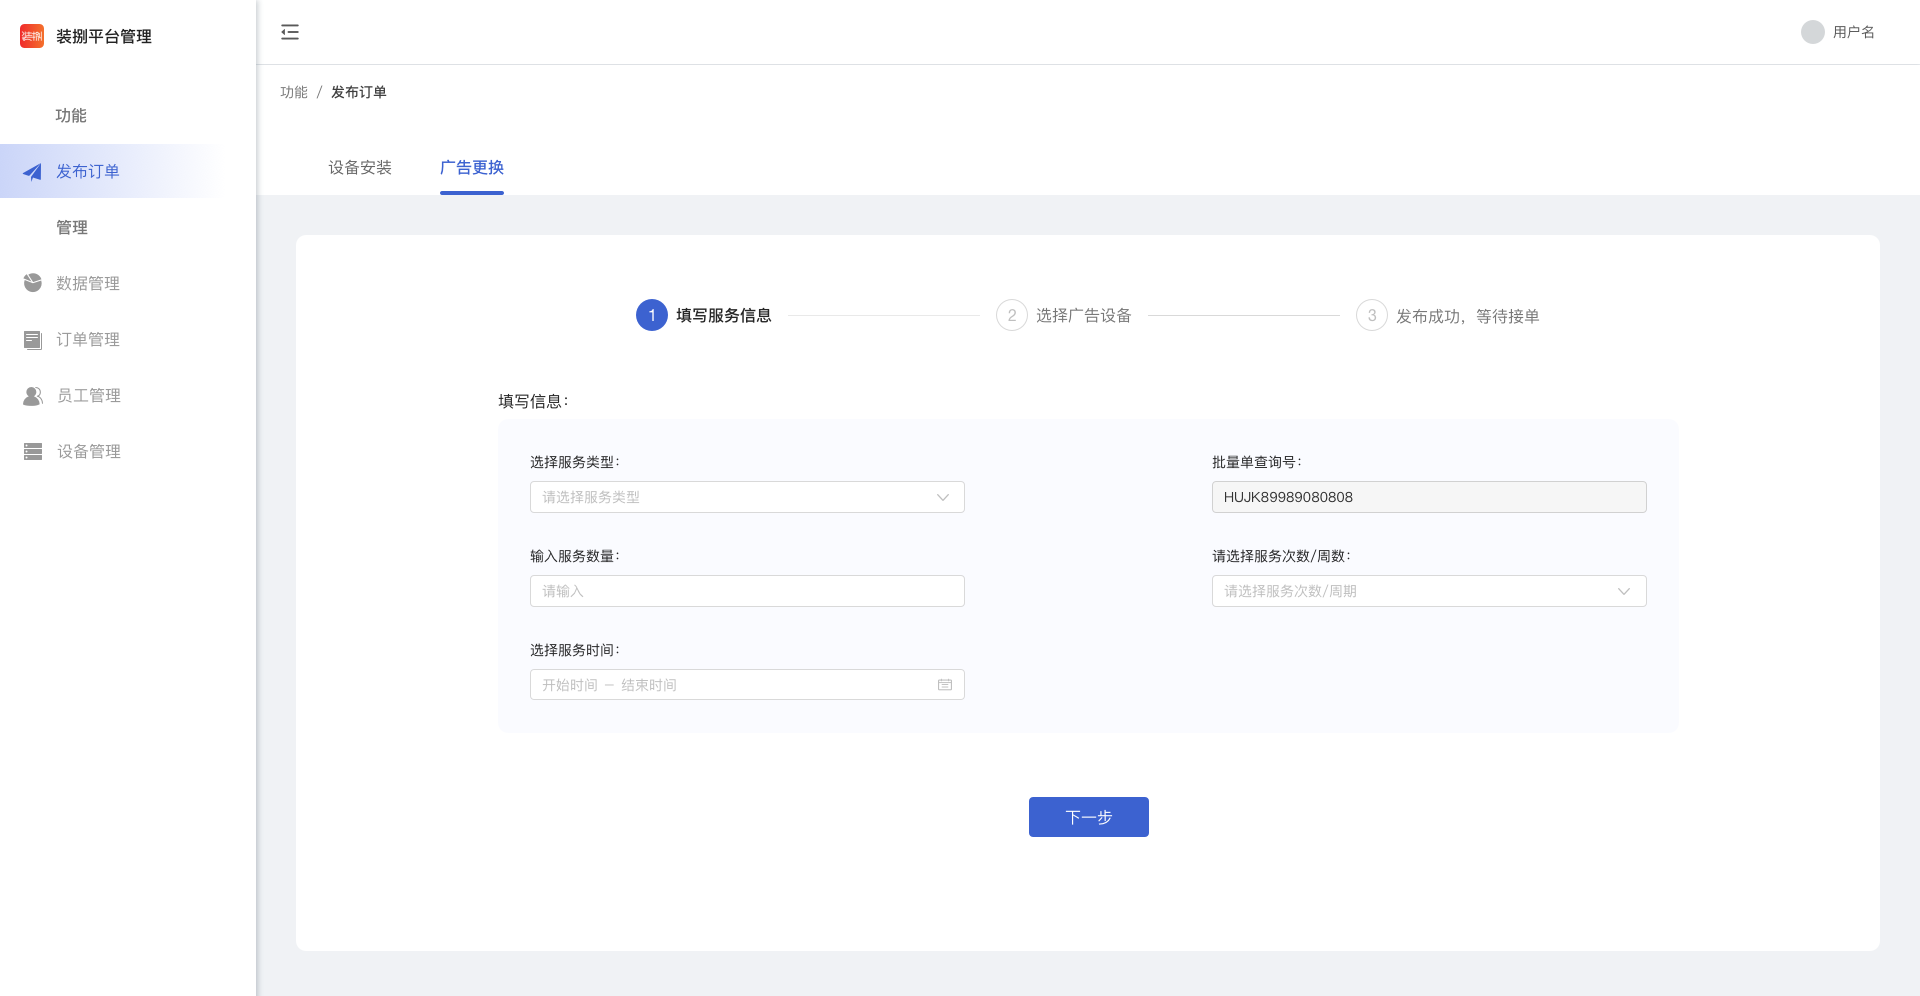 装捌
装捌平台管理
用户名
功能 / 发布订单
功能
发布订单
管理
数据管理
订单管理
员工管理
设备管理
设备安装
广告更换
1 填写服务信息
2 选择广告设备
3 发布成功，等待接单
填写信息：
选择服务类型：
请选择服务类型
批量单查询号：
HUJK89989080808
输入服务数量：
请输入
请选择服务次数/周数：
请选择服务次数/周期
选择服务时间：
开始时间 – 结束时间
下一步